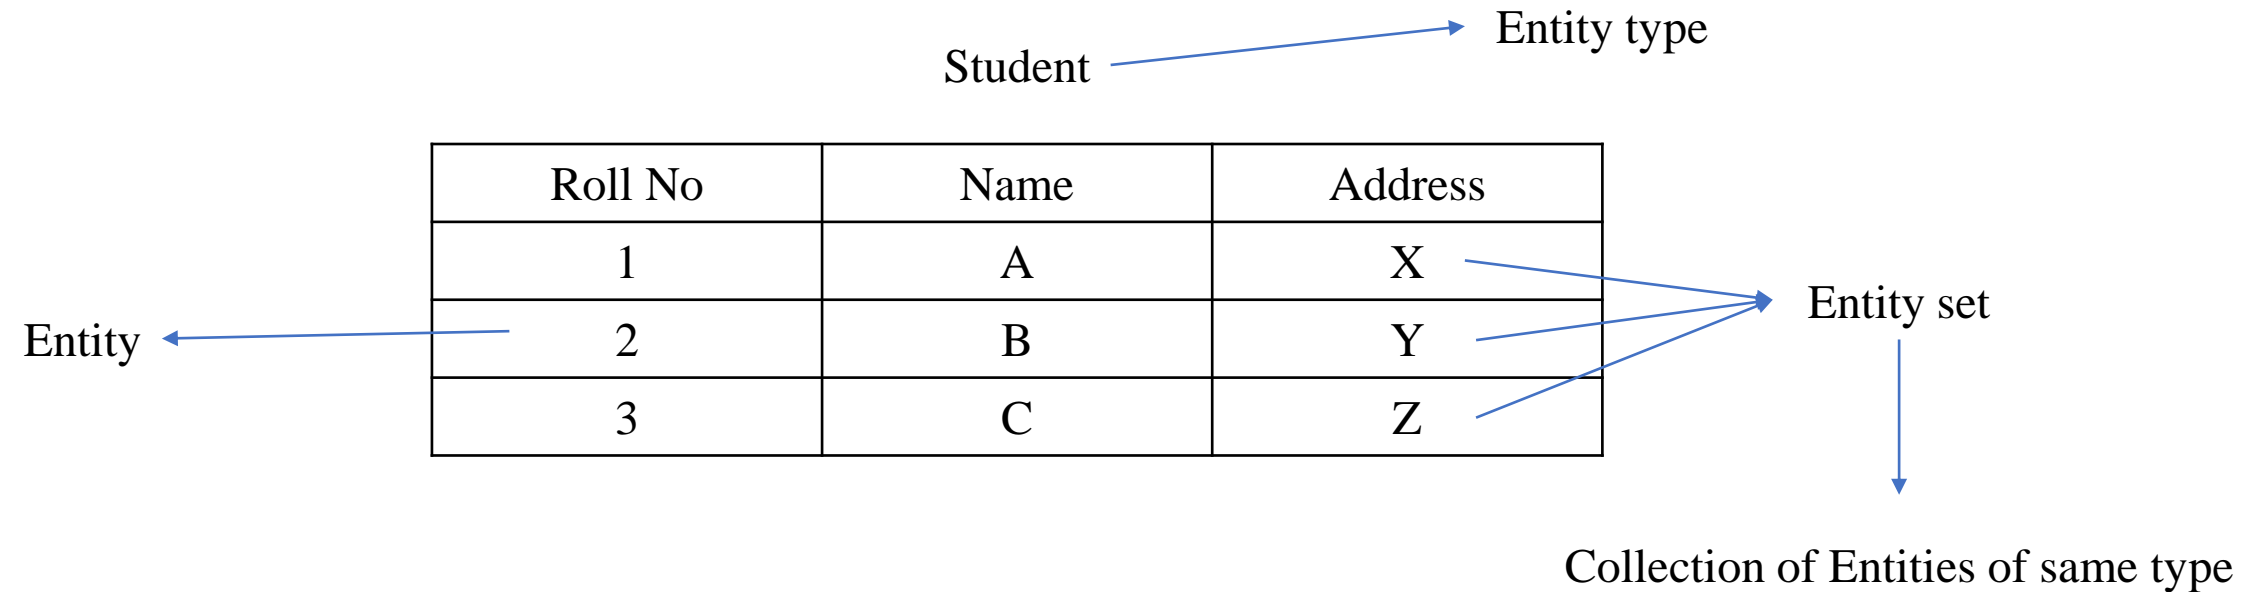 Entity type
Student
Roll No Name Address
1 A X
Entity set
2 B Y
Entity
3 C Z
Collection of Entities of same type